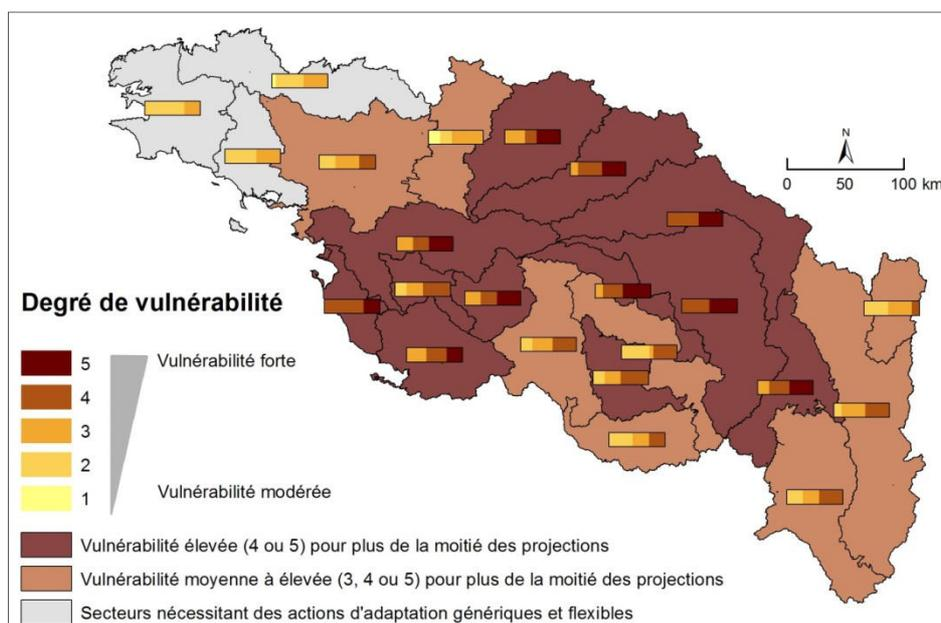 N
0 50 100 km
Degré de vulnérabilité
5 Vulnérabilité forte
4
3
2
1 Vulnérabilité modérée
Vulnérabilité élevée (4 ou 5) pour plus de la moitié des projections
Vulnérabilité moyenne à élevée (3, 4 ou 5) pour plus de la moitié des projections
Secteurs nécessitant des actions d'adaptation génériques et flexibles